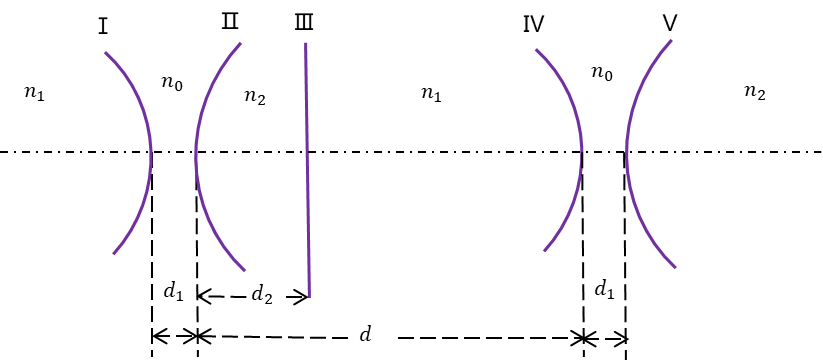 Ⅰ Ⅱ Ⅲ Ⅳ Ⅴ
n₁ n₀ n₂ n₁ n₀ n₂
d₁ d₂ d₁
d